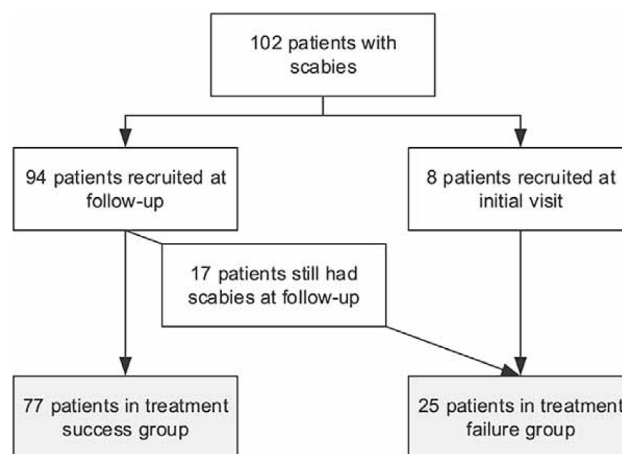 102 patients with
scabies
94 patients recruited at
follow-up
8 patients recruited at
initial visit
17 patients still had
scabies at follow-up
77 patients in treatment
success group
25 patients in treatment
failure group